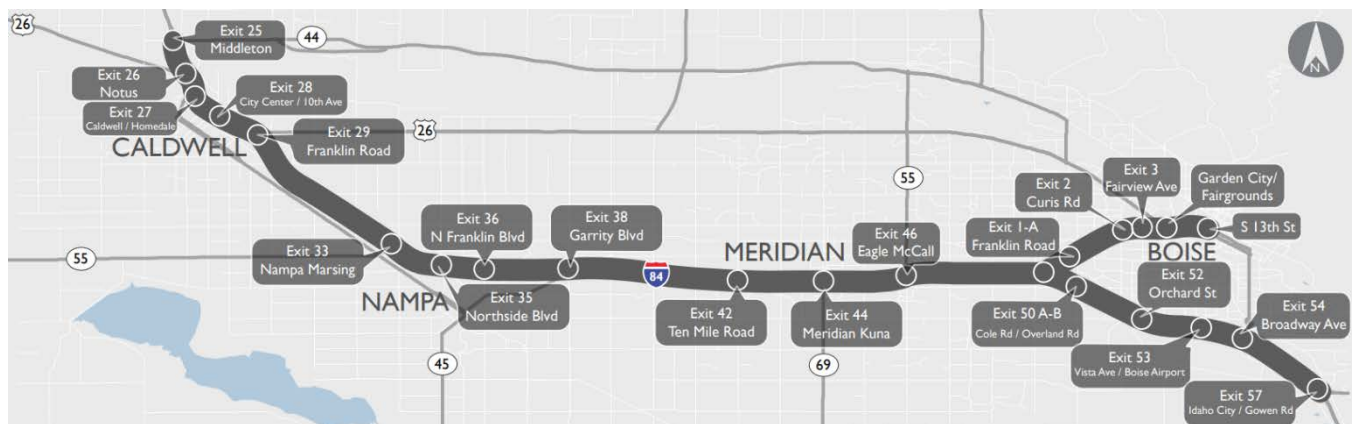 26
Exit 25
Middleton
44
Exit 26
Notus
Exit 28
City Center / 10th Ave
Exit 27
Caldwell / Homedale
CALDWELL
Exit 29
Franklin Road
26
55
Exit 33
Nampa Marsing
NAMPA
Exit 36
N Franklin Blvd
Exit 35
Northside Blvd
45
Exit 38
Garrity Blvd
84
MERIDIAN
Exit 42
Ten Mile Road
Exit 44
Meridian Kuna
69
55
Exit 46
Eagle McCall
Exit 1-A
Franklin Road
Exit 2
Curis Rd
Exit 3
Fairview Ave
Garden City/
Fairgrounds
S 13th St
BOISE
Exit 50 A-B
Cole Rd / Overland Rd
Exit 52
Orchard St
Exit 53
Vista Ave / Boise Airport
Exit 54
Broadway Ave
Exit 57
Idaho City / Gowen Rd
N